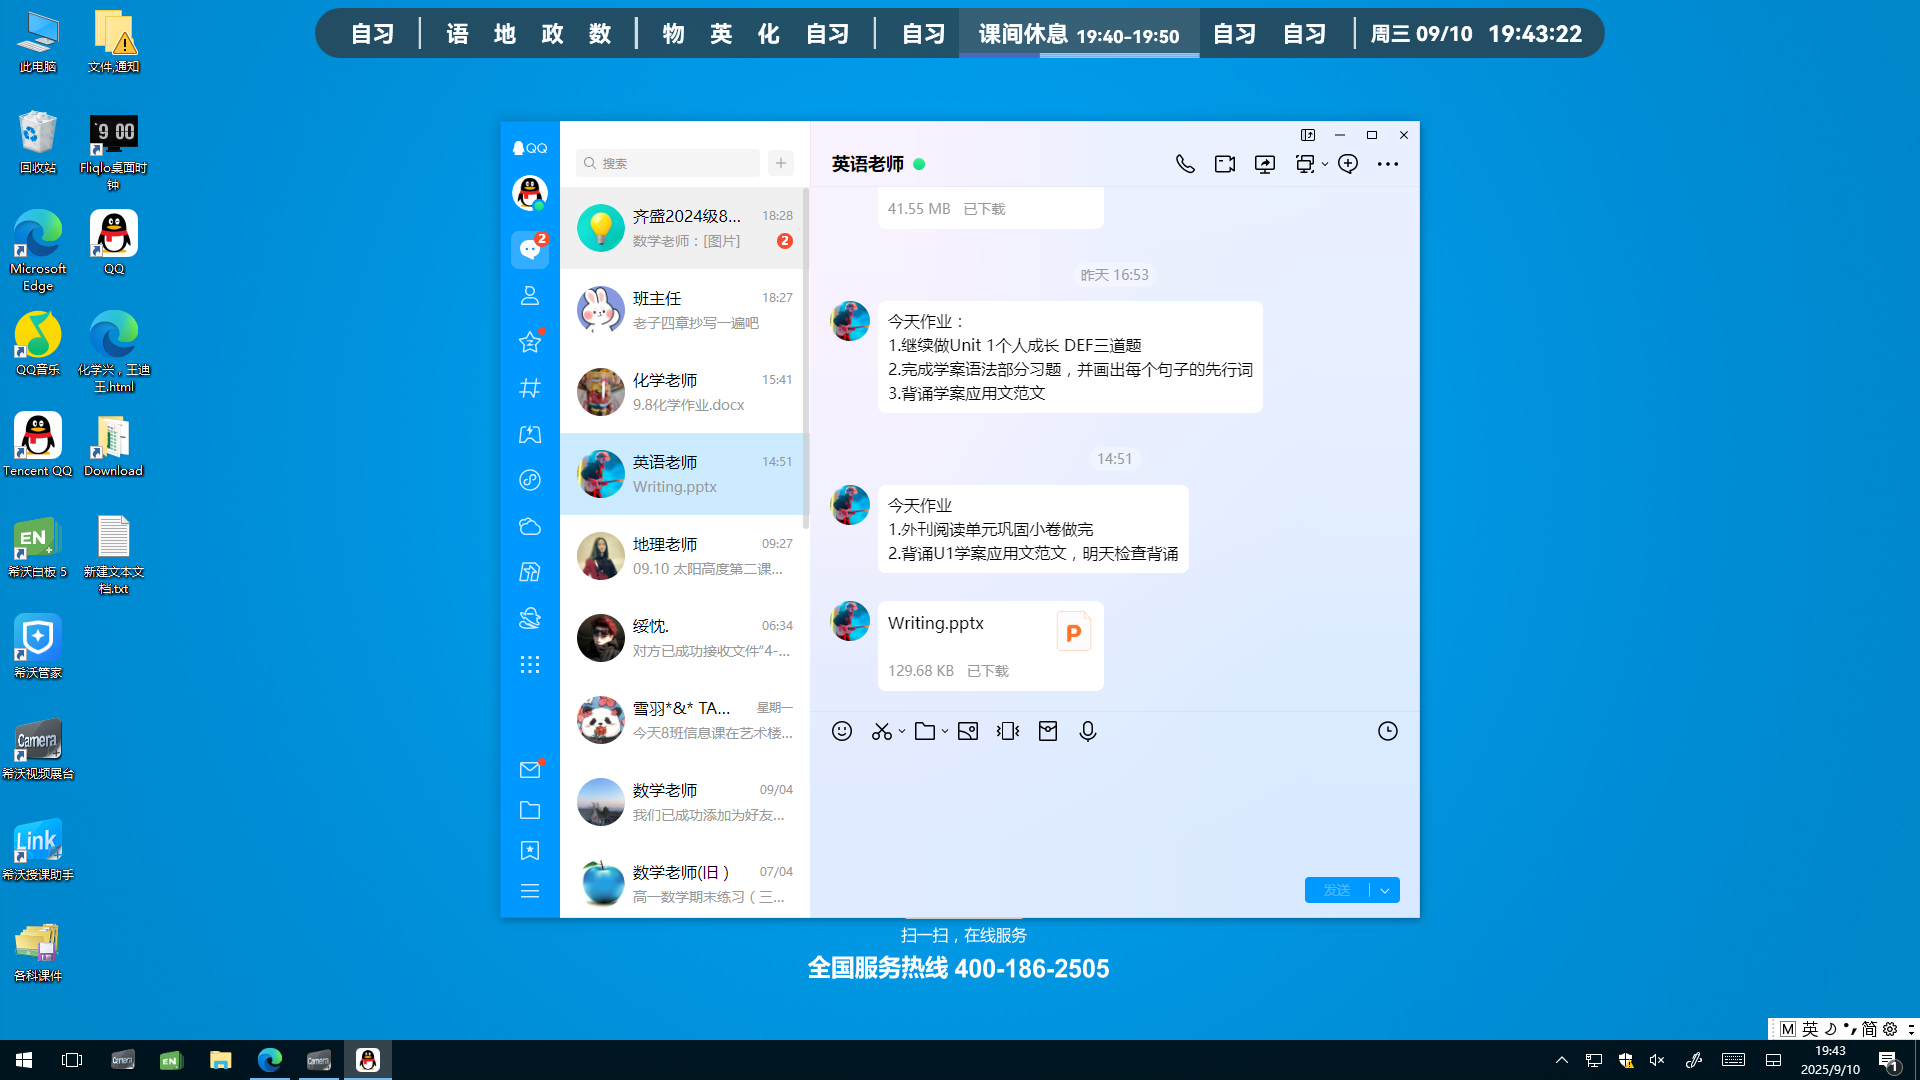 自习 语 地 政 数 物 英 化 自习 自习 课间休息 19:40-19:50 自习 自习 周三 09/10 19:43:22
此电脑
文件,通知
回收站
Fliqlo桌面时钟
9 00
Microsoft Edge
QQ
QQ音乐
化学兴，王迪王.html
Tencent QQ
Download
EN
希沃白板 5
新建文本文档.txt
希沃管家
Camera
希沃视频展台
Link
希沃授课助手
各科课件
QQ
2
搜索
齐盛2024级8... 18:28
数学老师：[图片] 2
班主任 18:27
老子四章抄写一遍吧
化学老师 15:41
9.8化学作业.docx
英语老师 14:51
Writing.pptx
地理老师 09:27
09.10 太阳高度第二课...
绥忱. 06:34
对方已成功接收文件“4-...
雪羽*&* TA... 星期一
今天8班信息课在艺术楼...
数学老师 09/04
我们已成功添加为好友...
数学老师(旧） 07/04
高一数学期末练习（三...
英语老师
41.55 MB 已下载
昨天 16:53
今天作业：
1.继续做Unit 1个人成长 DEF三道题
2.完成学案语法部分习题，并画出每个句子的先行词
3.背诵学案应用文范文
14:51
今天作业
1.外刊阅读单元巩固小卷做完
2.背诵U1学案应用文范文，明天检查背诵
Writing.pptx
P
129.68 KB 已下载
发送
扫一扫，在线服务
全国服务热线 400-186-2505
M 英 简
Camera
EN
Camera
19:43
2025/9/10
1